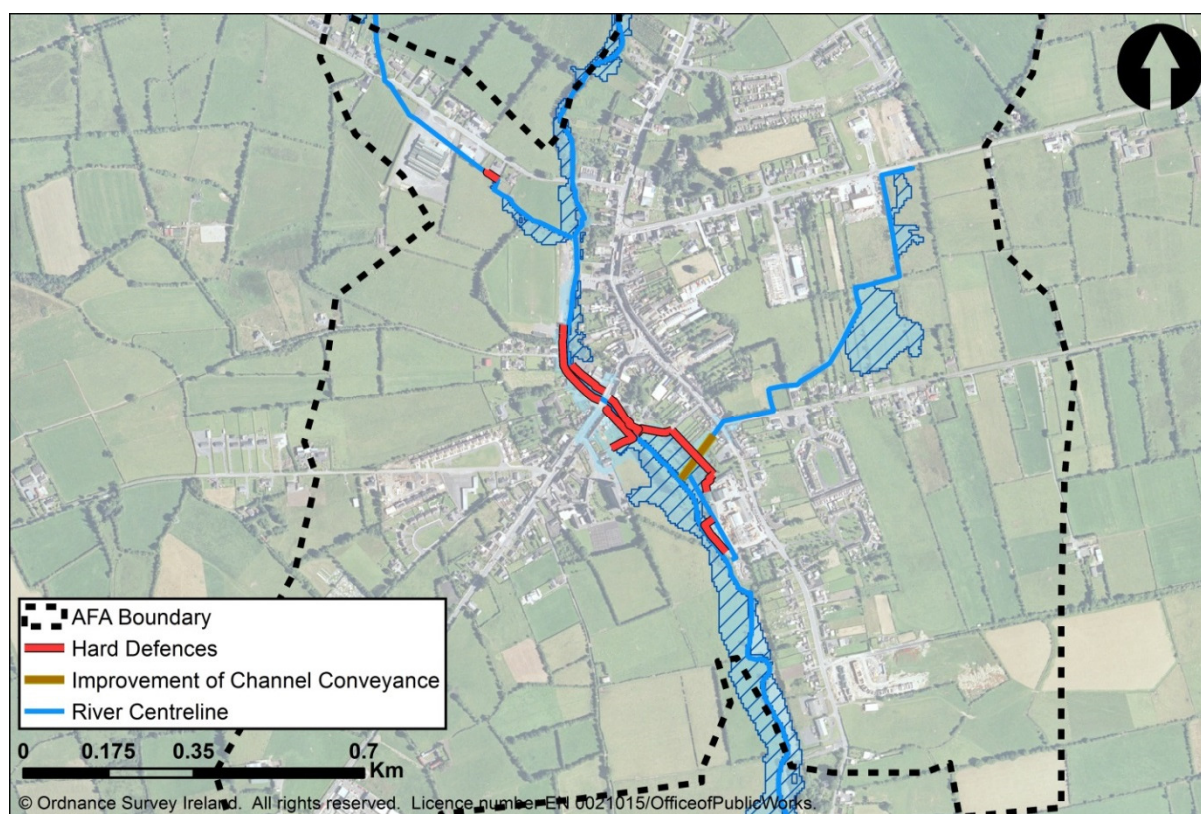 AFA Boundary
Hard Defences
Improvement of Channel Conveyance
River Centreline
0 0.175 0.35 0.7
Km
© Ordnance Survey Ireland. All rights reserved. Licence number EN 0021015/OfficeofPublicWorks.